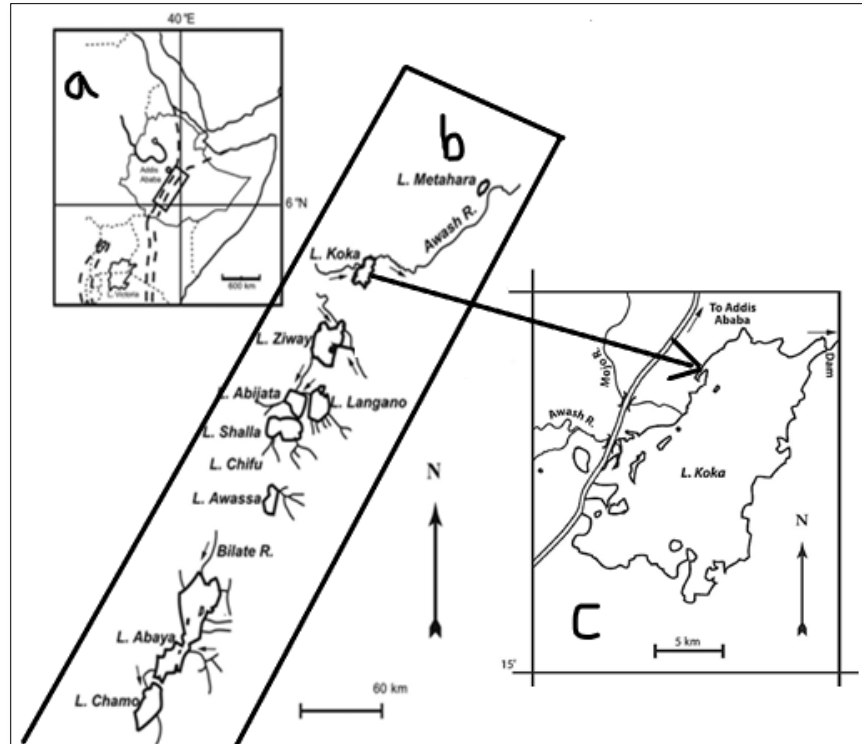 40°E
a
Addis
Ababa
6°N
L. Victoria
600 km
b
L. Metahara
Awash R.
L. Koka
L. Ziway
L. Abijata
L. Langano
L. Shalla
L. Chifu
L. Awassa
N
Bilate R.
L. Abaya
L. Chamo
60 km
To Addis
Ababa
Mojo R.
Dam
Awash R.
L. Koka
N
C
5 km
15'